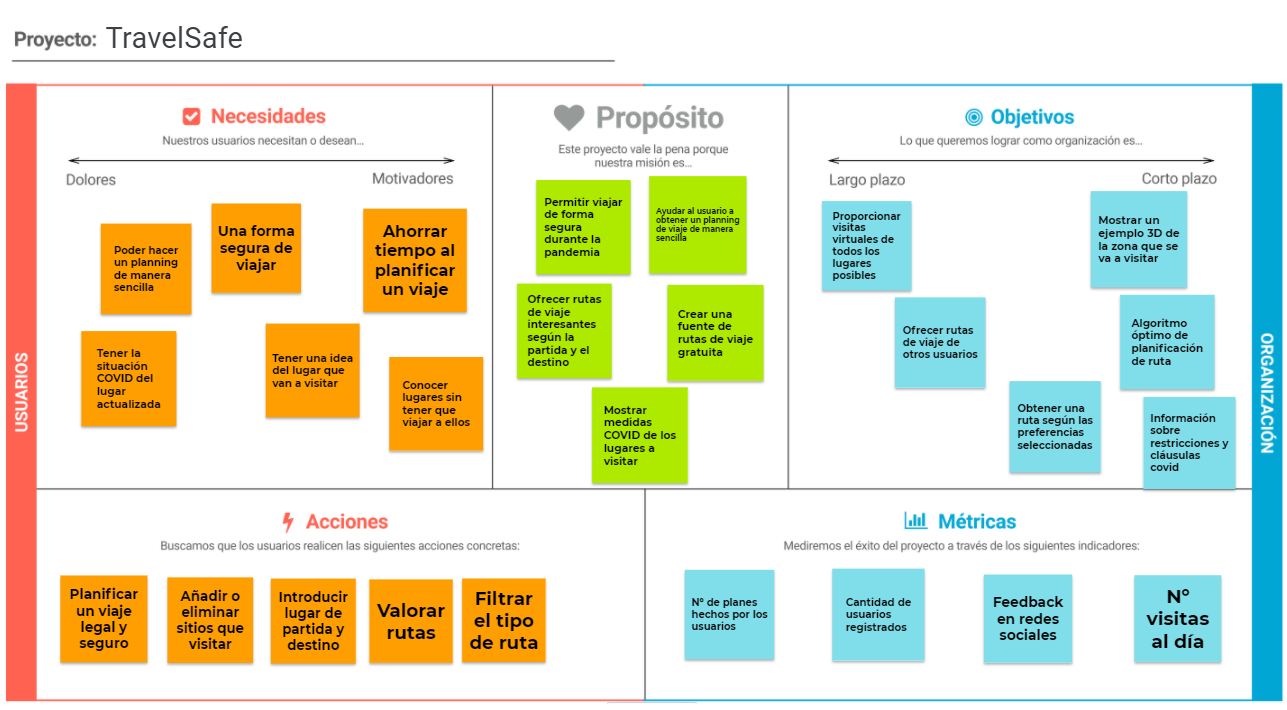 Proyecto: TravelSafe
Necesidades
Nuestros usuarios necesitan o desean...
Dolores
Motivadores
Poder hacer
un planning
de manera
sencilla
Una forma
segura de
viajar
Ahorrar
tiempo al
planificar
un viaje
Tener la
situación
COVID del
lugar
actualizada
Tener una idea
del lugar que
van a visitar
Conocer
lugares sin
tener que
viajar a ellos
USUARIOS
Propósito
Este proyecto vale la pena porque
nuestra misión es...
Permitir viajar
de forma
segura
durante la
pandemia
Ayudar al usuario a
obtener un planning
de viaje de manera
sencilla
Ofrecer rutas
de viaje
interesantes
según la
partida y el
destino
Crear una
fuente de
rutas de viaje
gratuita
Mostrar
medidas
COVID de los
lugares a
visitar
Objetivos
Lo que queremos lograr como organización es...
Largo plazo
Corto plazo
Proporcionar
visitas
virtuales de
todos los
lugares
posibles
Mostrar un
ejemplo 3D de
la zona que se
va a visitar
Ofrecer rutas
de viaje de
otros usuarios
Algoritmo
óptimo de
planificación
de ruta
Obtener una
ruta según las
preferencias
seleccionadas
Información
sobre
restricciones y
cláusulas
covid
ORGANIZACIÓN
Acciones
Buscamos que los usuarios realicen las siguientes acciones concretas:
Planificar
un viaje
legal y
seguro
Añadir o
eliminar
sitios que
visitar
Introducir
lugar de
partida y
destino
Valorar
rutas
Filtrar
el tipo
de ruta
Métricas
Mediremos el éxito del proyecto a través de los siguientes indicadores:
Nº de planes
hechos por los
usuarios
Cantidad de
usuarios
registrados
Feedback
en redes
sociales
Nº
visitas
al día